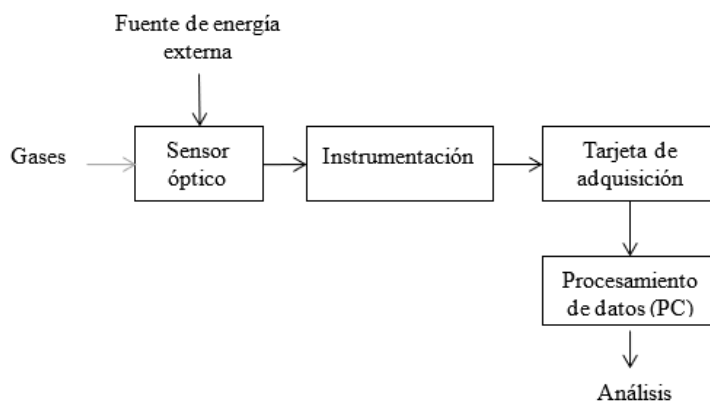 Fuente de energía
externa
Gases
Sensor
óptico
Instrumentación
Tarjeta de
adquisición
Procesamiento
de datos (PC)
Análisis